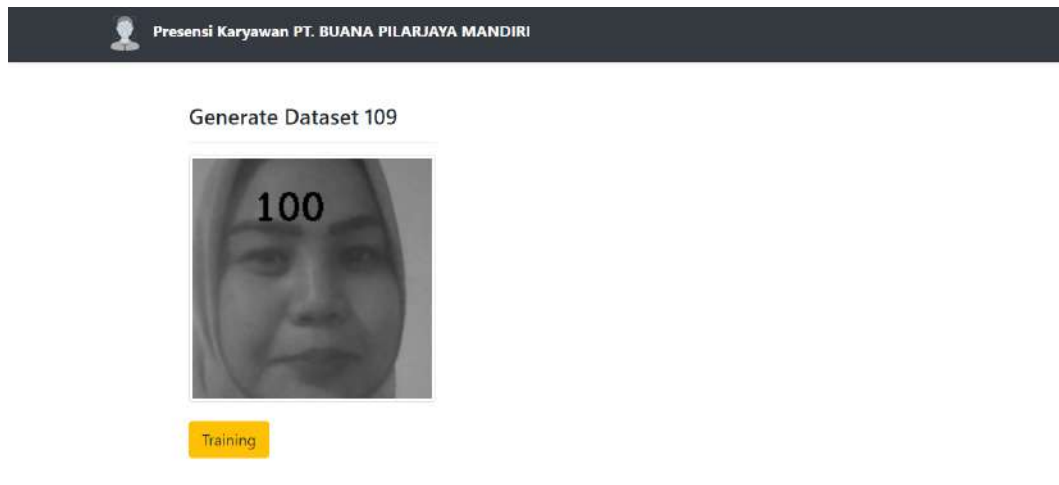 Presensi Karyawan PT. BUANA PILARJAYA MANDIRI
Generate Dataset 109
100
Training